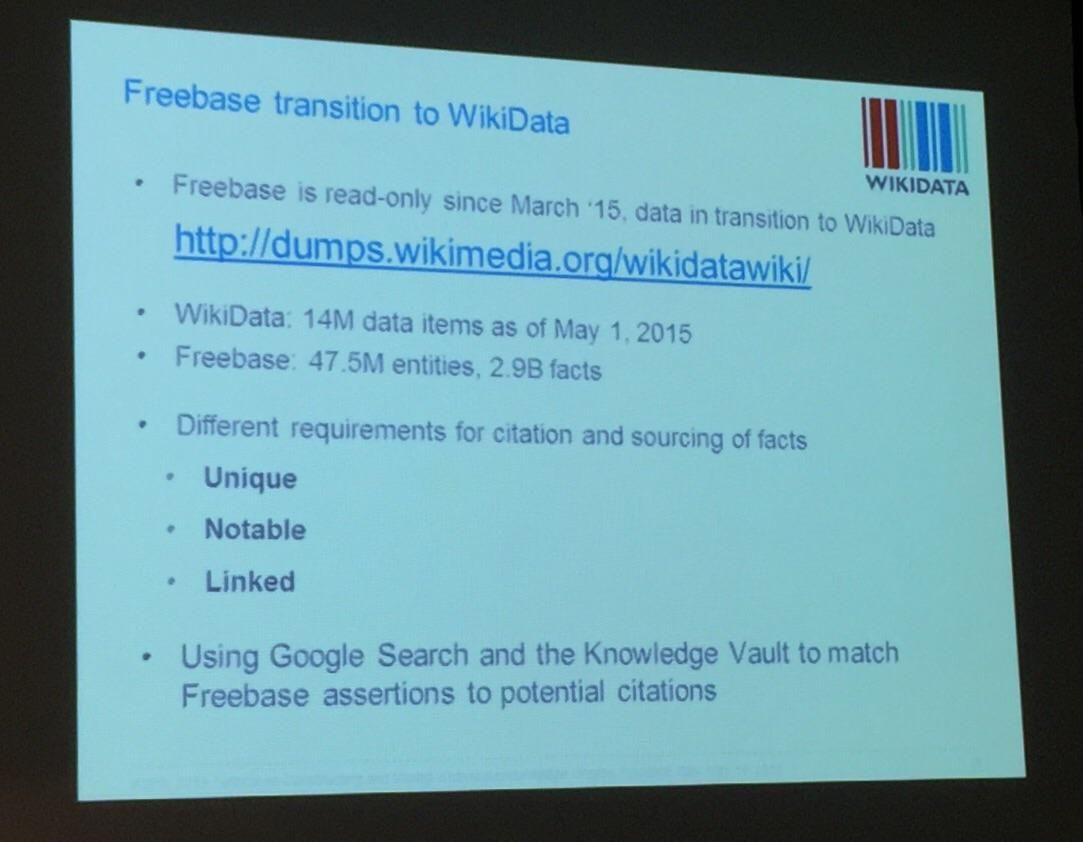 Freebase transition to WikiData
WIKIDATA
• Freebase is read-only since March '15, data in transition to WikiData
http://dumps.wikimedia.org/wikidatawiki/
• WikiData: 14M data items as of May 1, 2015
• Freebase: 47.5M entities, 2.9B facts
• Different requirements for citation and sourcing of facts
• Unique
• Notable
• Linked
• Using Google Search and the Knowledge Vault to match
Freebase assertions to potential citations